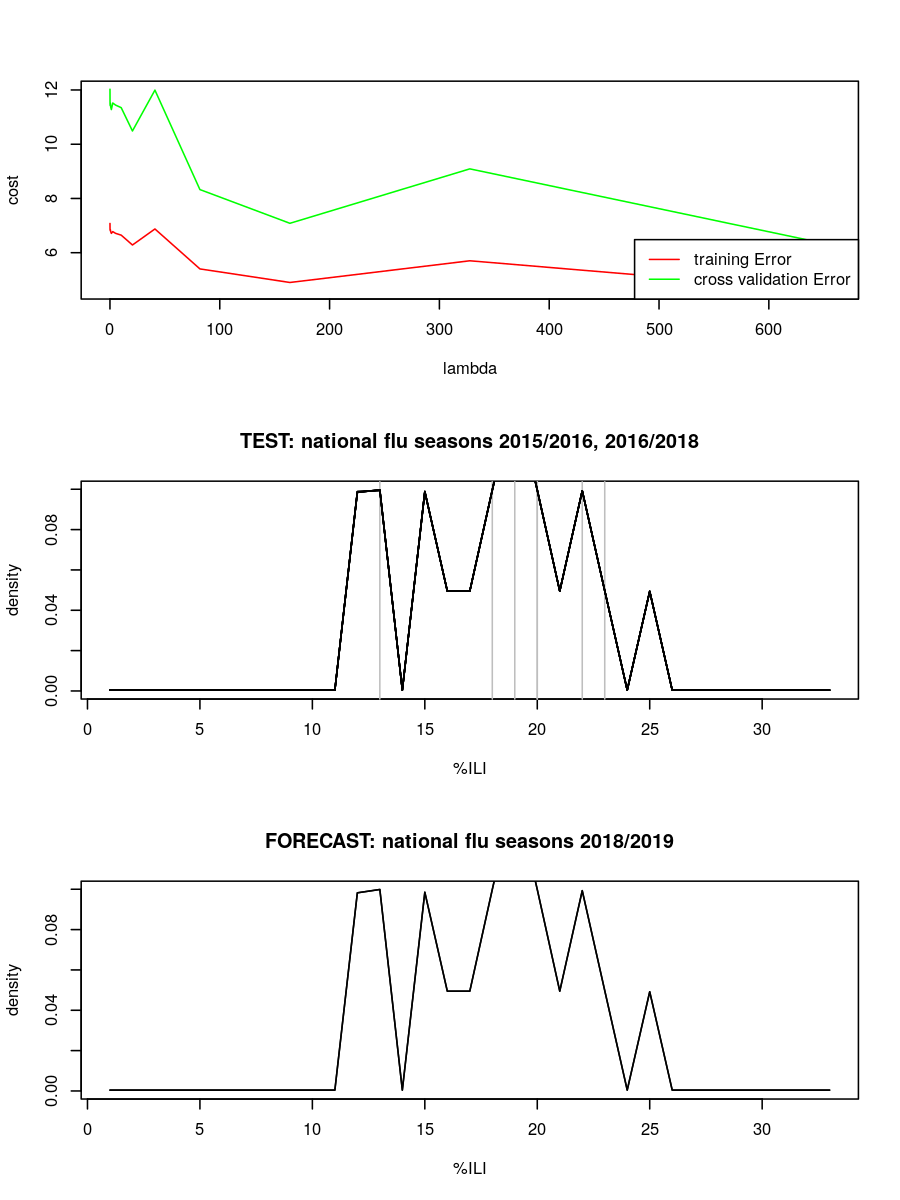 12
10
8
6
cost
training Error
cross validation Error
0 100 200 300 400 500 600
lambda
TEST: national flu seasons 2015/2016, 2016/2018
0.08
0.04
0.00
density
0 5 10 15 20 25 30
%ILI
FORECAST: national flu seasons 2018/2019
0.08
0.04
0.00
density
0 5 10 15 20 25 30
%ILI